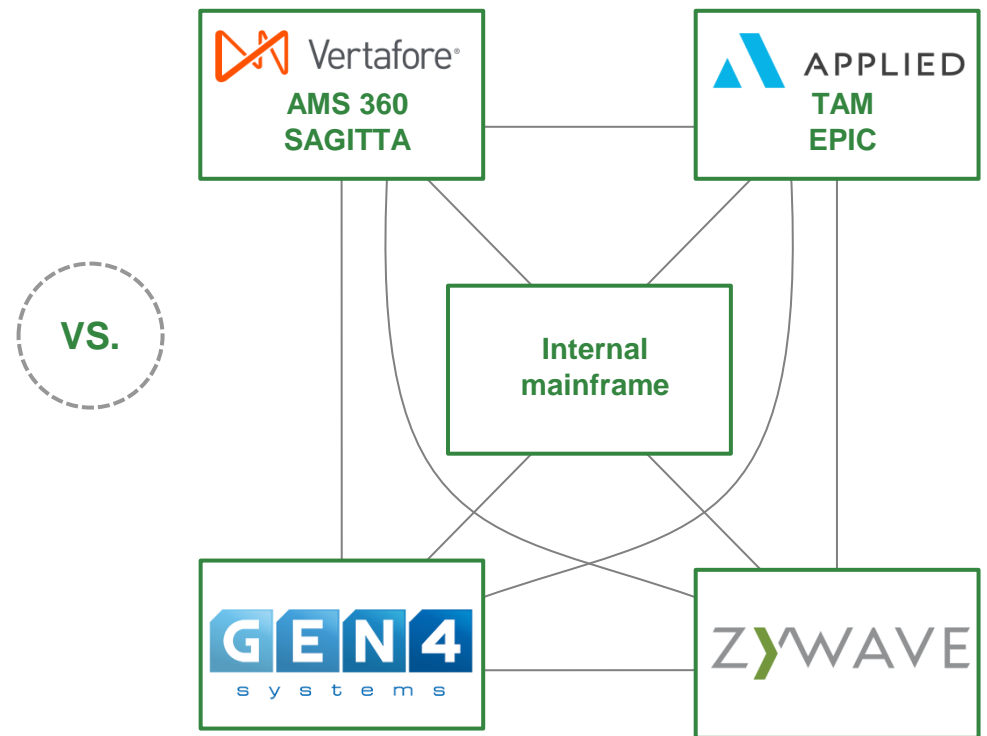 Vertafore®
AMS 360
SAGITTA
APPLIED
TAM
EPIC
VS.
Internal
mainframe
GEN4
systems
ZYWAVE